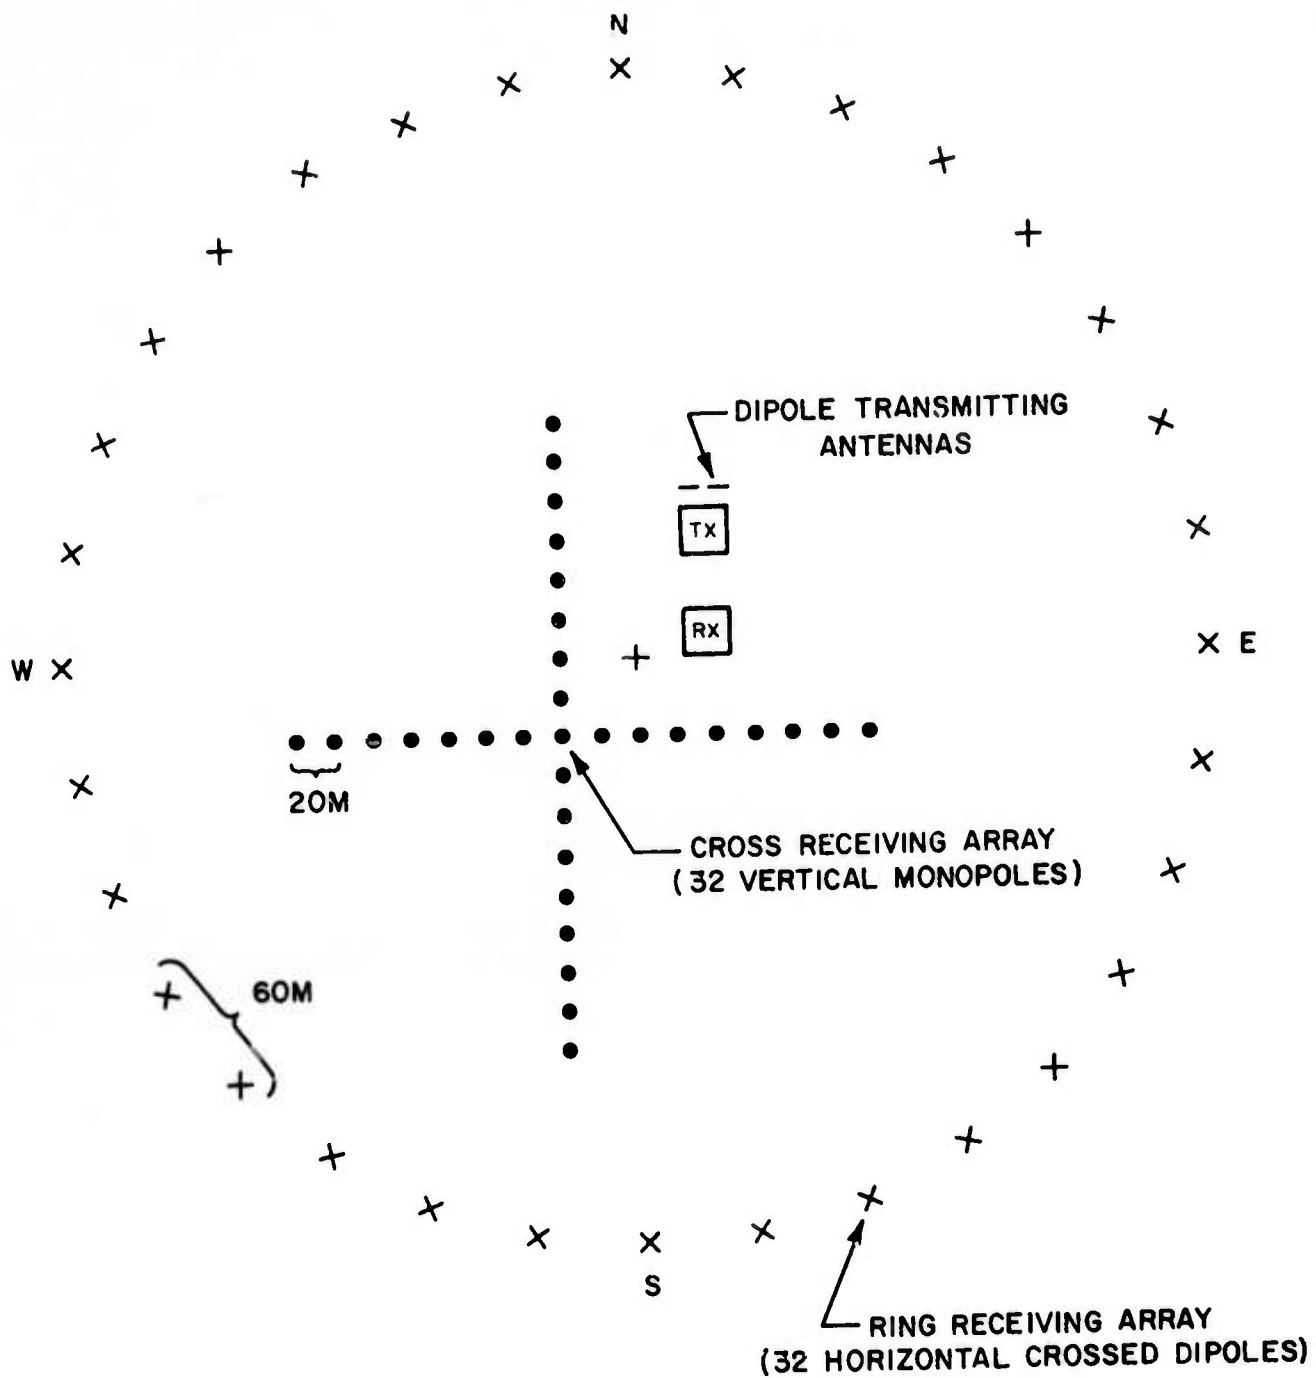 N
DIPOLE TRANSMITTING
ANTENNAS
TX
RX
W
E
20M
CROSS RECEIVING ARRAY
(32 VERTICAL MONOPOLES)
60M
S
RING RECEIVING ARRAY
(32 HORIZONTAL CROSSED DIPOLES)